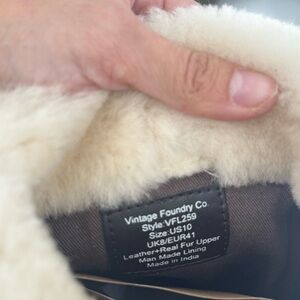 Vintage Foundry Co.
Style:VFL259
Size:US10
UK8/EUR41
Leather+Real Fur Upper
Man Made Lining
Made in India